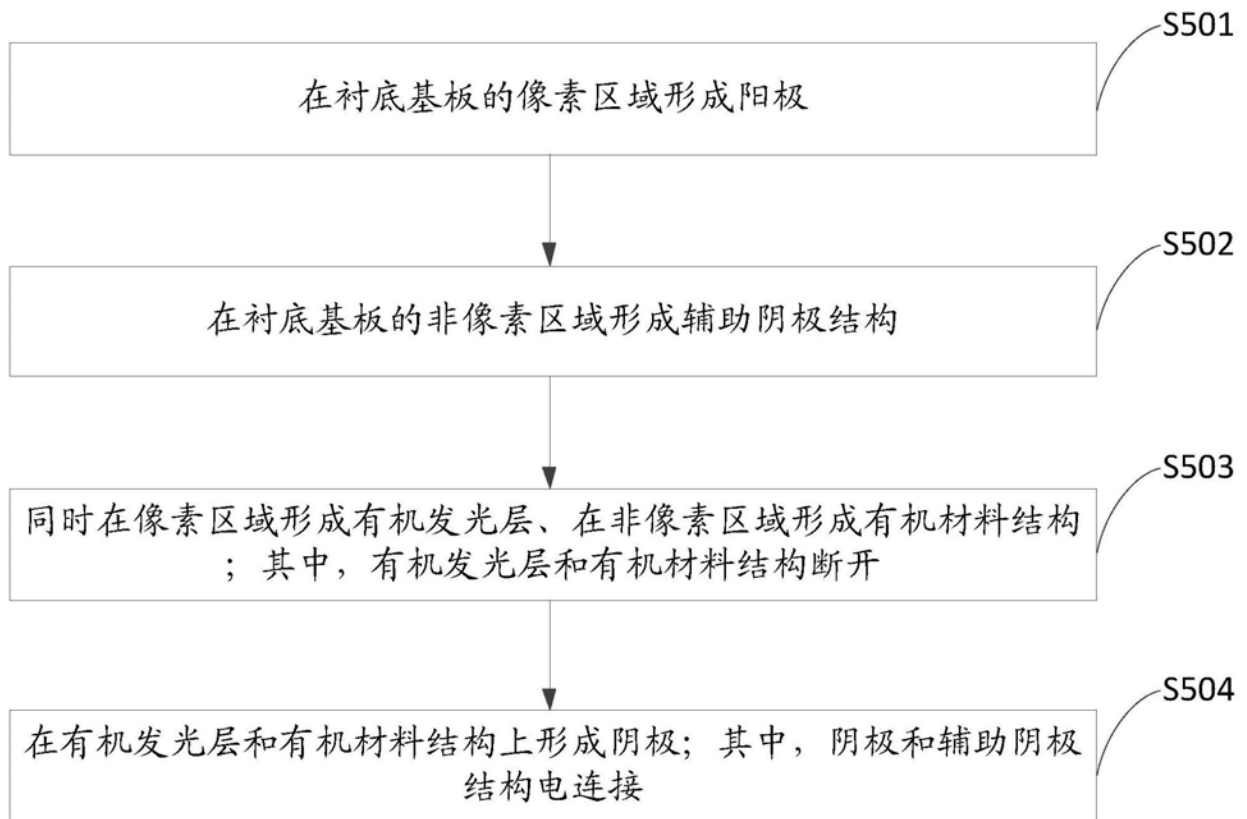 S501
在衬底基板的像素区域形成阳极
S502
在衬底基板的非像素区域形成辅助阴极结构
S503
同时在像素区域形成有机发光层、在非像素区域形成有机材料结构
；其中，有机发光层和有机材料结构断开
S504
在有机发光层和有机材料结构上形成阴极；其中，阴极和辅助阴极
结构电连接